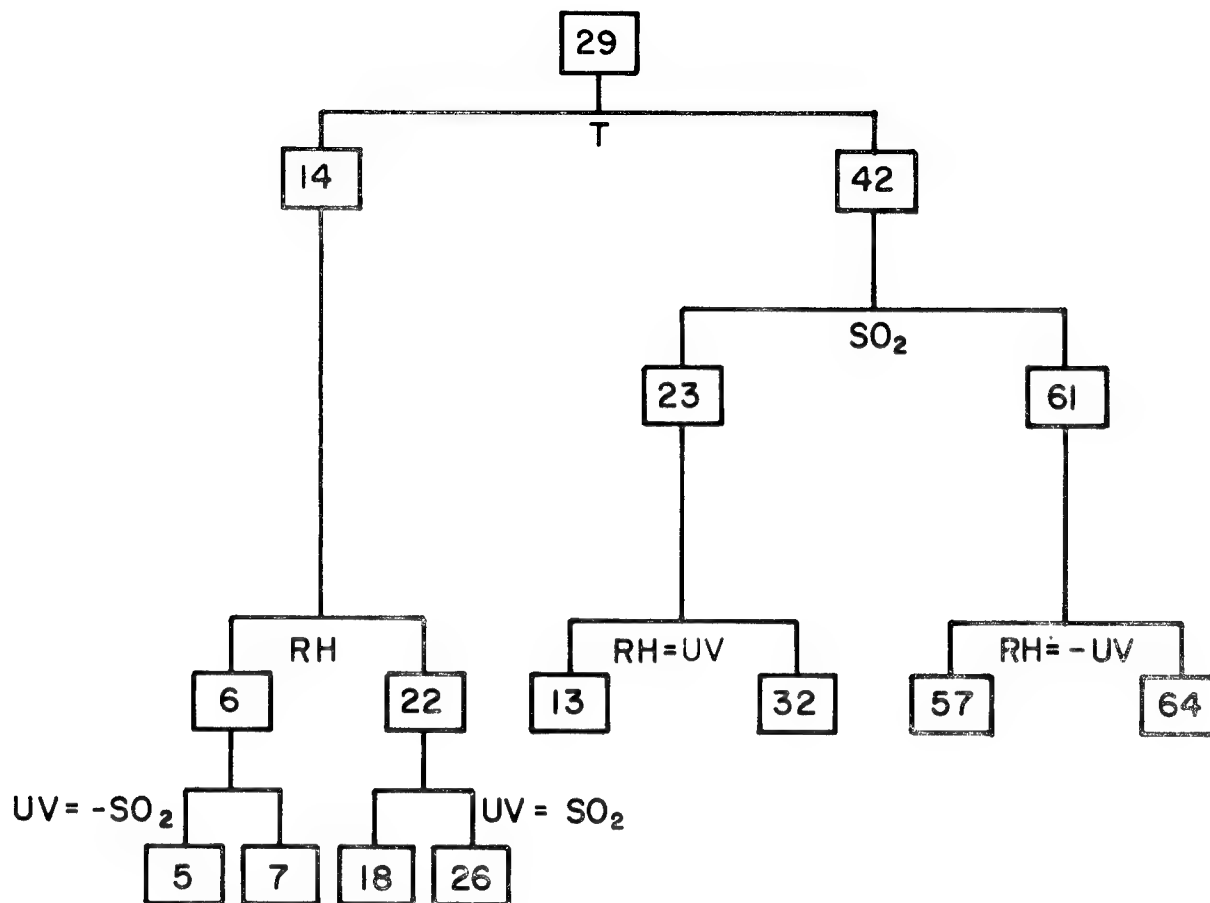 29
T
14
42
SO₂
23
61
RH
RH=UV
RH=-UV
6
22
13
32
57
64
UV = -SO₂
UV = SO₂
5
7
18
26